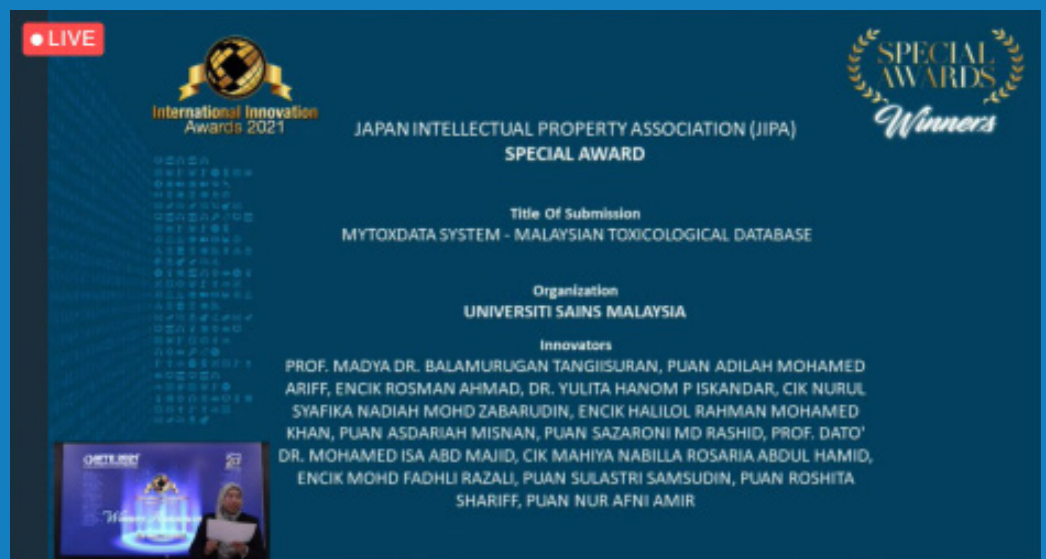 LIVE
International Innovation
Awards 2021
SPECIAL
AWARDS
Winners
JAPAN INTELLECTUAL PROPERTY ASSOCIATION (JIPA)
SPECIAL AWARD
Title Of Submission
MYTOXDATA SYSTEM - MALAYSIAN TOXICOLOGICAL DATABASE
Organization
UNIVERSITI SAINS MALAYSIA
Innovators
PROF. MADYA DR. BALAMURUGAN TANGIISURAN, PUAN ADILAH MOHAMED
ARIFF, ENCIK ROSMAN AHMAD, DR. YULITA HANOM P ISKANDAR, CIK NURUL
SYAFIKA NADIAH MOHD ZABARUDIN, ENCIK HALILOL RAHMAN MOHAMED
KHAN, PUAN ASDARIAH MISNAN, PUAN SAZARONI MD RASHID, PROF. DATO'
DR. MOHAMED ISA ABD MAJID, CIK MAHIYA NABILLA ROSARIA ABDUL HAMID,
ENCIK MOHD FADHLI RAZALI, PUAN SULASTRI SAMSUDIN, PUAN ROSHITA
SHARIFF, PUAN NUR AFNI AMIR